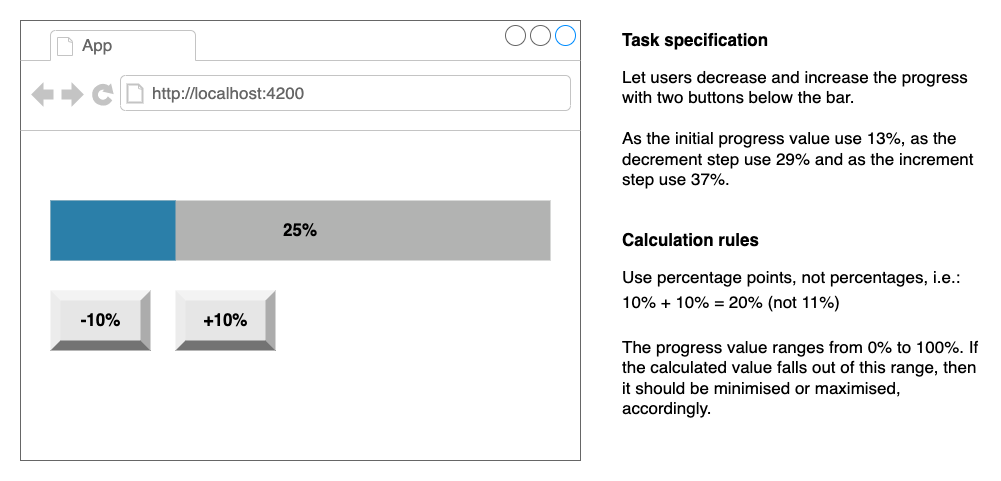 App
http://localhost:4200
25%
-10%
+10%
Task specification
Let users decrease and increase the progress
with two buttons below the bar.
As the initial progress value use 13%, as the
decrement step use 29% and as the increment
step use 37%.
Calculation rules
Use percentage points, not percentages, i.e.:
10% + 10% = 20% (not 11%)
The progress value ranges from 0% to 100%. If
the calculated value falls out of this range, then
it should be minimised or maximised,
accordingly.